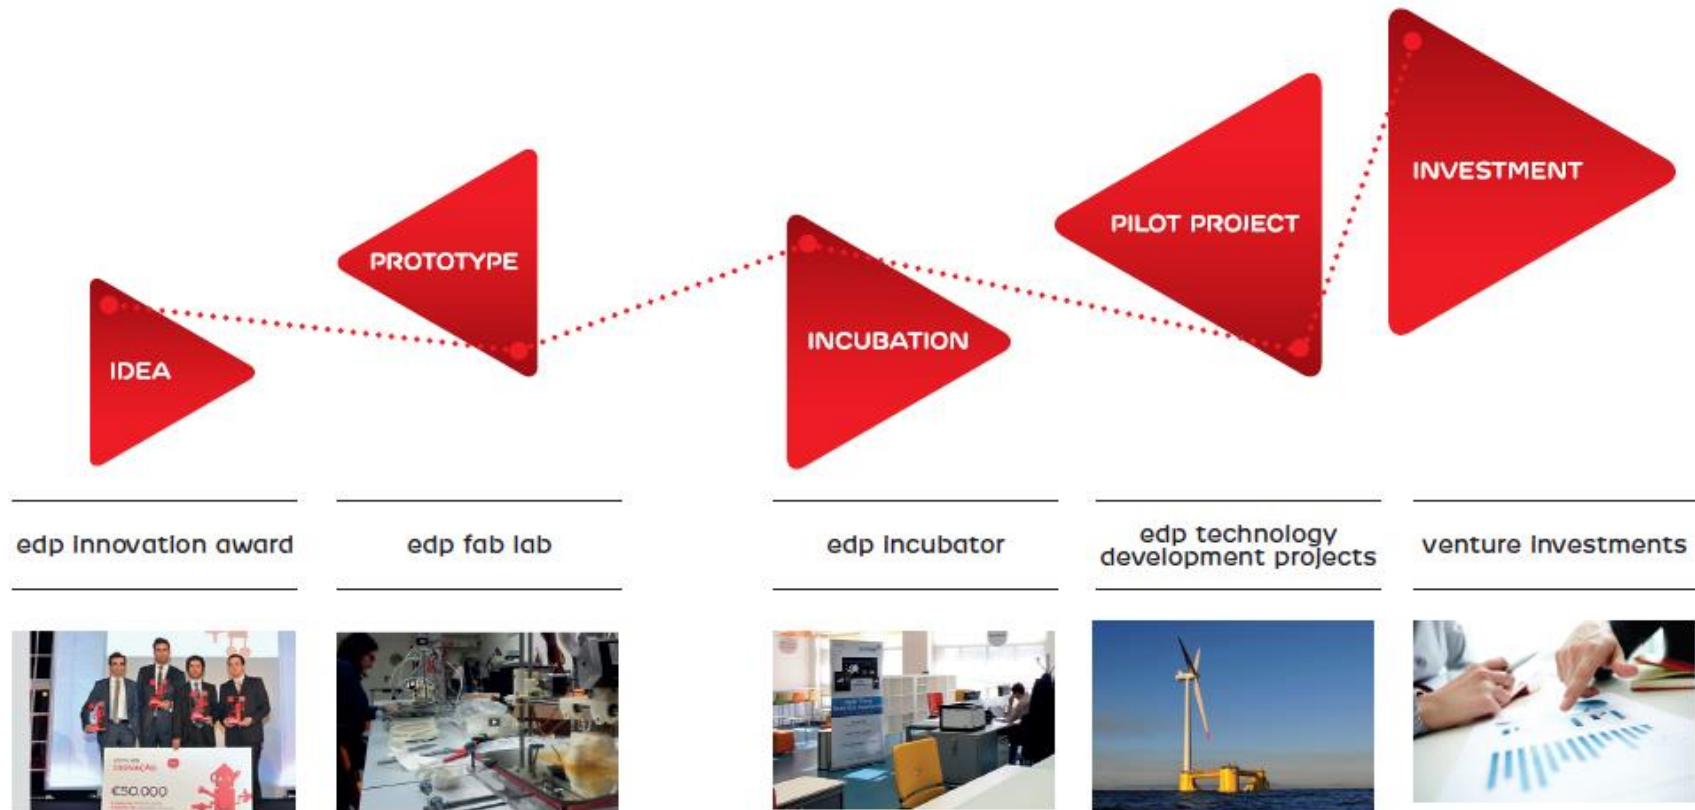 IDEA
PROTOTYPE
INCUBATION
PILOT PROJECT
INVESTMENT
edp innovation award
edp fab lab
edp incubator
edp technology
development projects
venture investments
INOVAÇÃO
€50.000